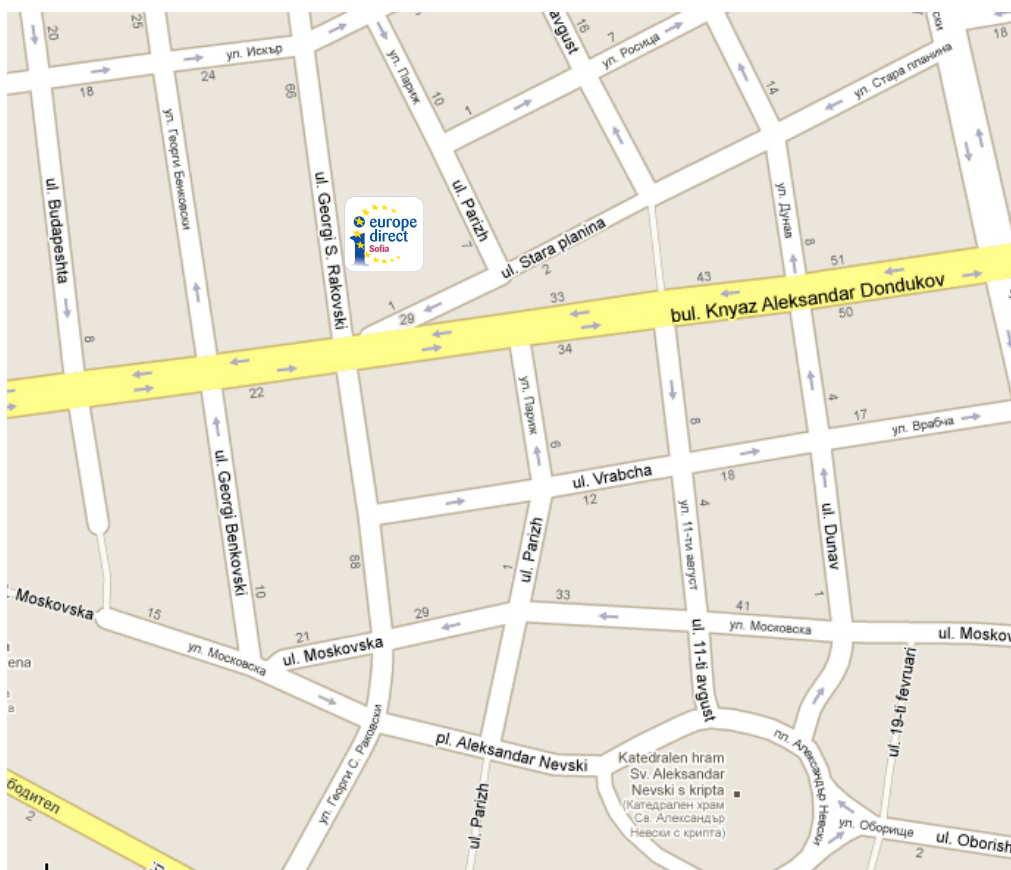 20
25
16
7
18
ул. Искър
24
18
66
ул. Париж
10
1
avgust
ул. Росица
14
ул. Стара планина
ски
ul. Budapeshta
8
ул. Георги Бенковски
ul. Georgi S. Rakovski
europe
direct
Sofia
ul. Parizh
7
ul. Stara planina
2
1
29
33
43
51
ул. Дунав
8
bul. Knyaz Aleksandar Dondukov
50
34
22
ул. Париж
6
4
17
ул. Врабча
8
ul. Vrabcha
12
18
4
ul. Georgi Benkovski
10
88
ul. Parizh
1
ул. 11-ти август
ul. Dunav
1
Moskovska
15
ул. Московска
21
ul. Moskovska
29
33
41
ул. Московска
ul. Moskov
ul. 11-ti avgust
ul. 19-ti fevruari
ena
ул. Георги С. Раковски
pl. Aleksandar Nevski
ul. Parizh
Katedralen hram
Sv. Aleksandar
Nevski s kripta
(Катедрален храм
Св. Александър
Невски с крипта)
пл. Александър Невски
ул. Оборище
2
ul. Oborish
бодител
2